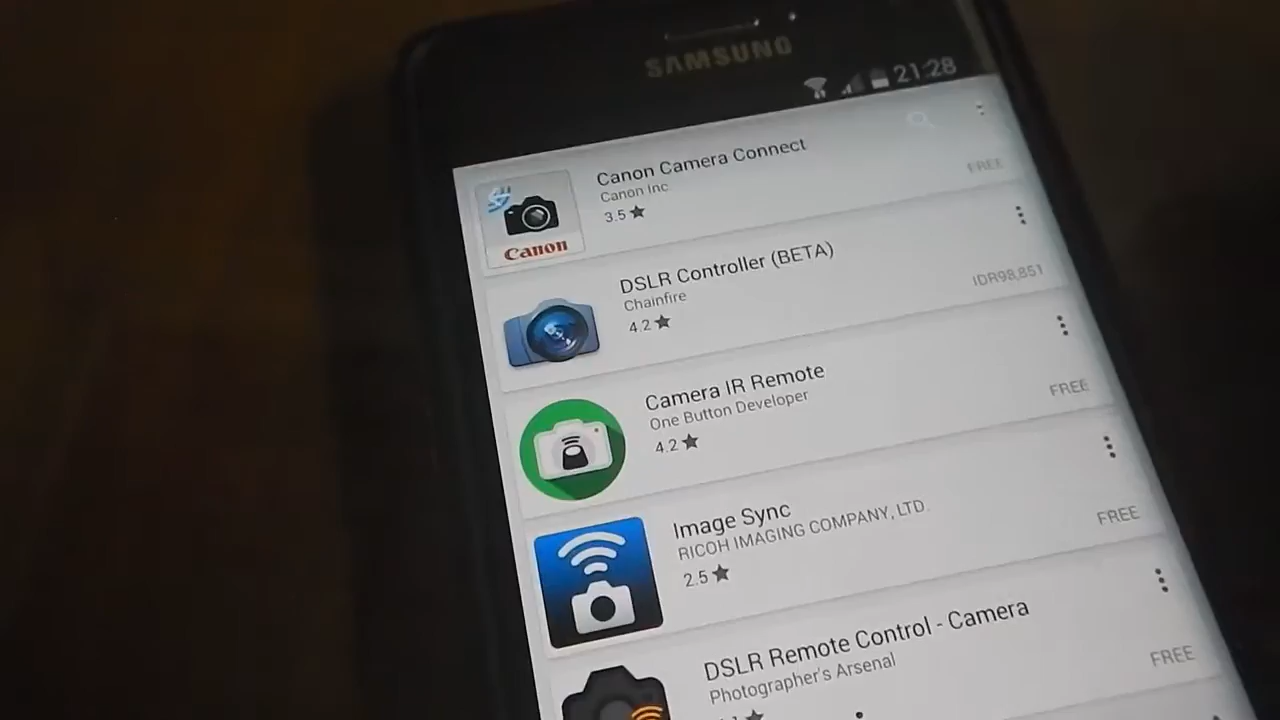 SAMSUNG
21:28
Canon Camera Connect
Canon Inc
FREE
3.5
Canon
DSLR Controller (BETA)
Chainfire
IDR98,851
4.2
Camera IR Remote
One Button Developer
FREE
4.2
Image Sync
RICOH IMAGING COMPANY, LTD.
FREE
2.5
DSLR Remote Control - Camera
Photographer's Arsenal
FREE